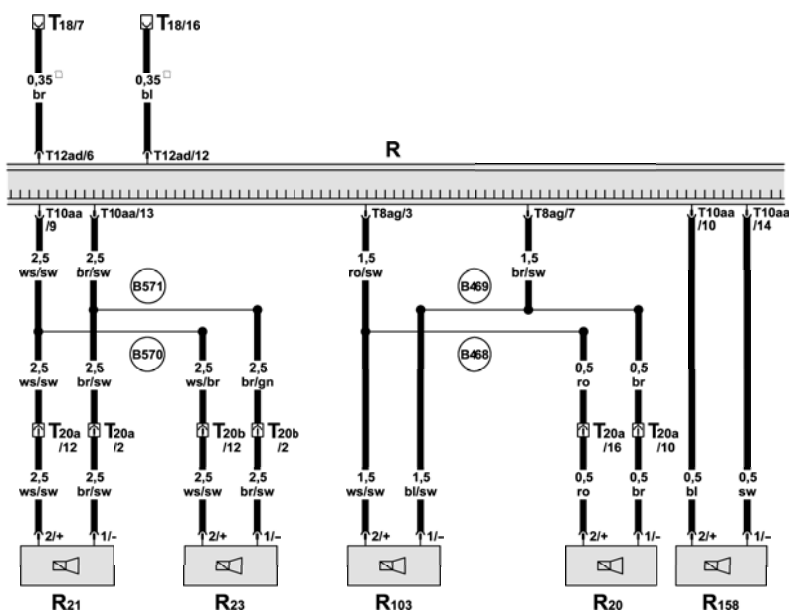 T18/7 T18/16
0,35 0,35
br bl
T12ad/6 T12ad/12 R
T10aa/9 T10aa/13 T8ag/3 T8ag/7 T10aa/10 T10aa/14
2,5 2,5 1,5 1,5
ws/sw br/sw ro/sw br/sw
B571 B469
B570 B468
2,5 2,5 2,5 2,5 0,5 0,5
ws/sw br/sw ws/br br/gn ro br
T20a/12 T20a/2 T20b/12 T20b/2 T20a/16 T20a/10
2,5 2,5 2,5 2,5 1,5 1,5 0,5 0,5 0,5 0,5
ws/sw br/sw ws/sw br/sw ws/sw bl/sw ro br bl sw
2/+ 1/- 2/+ 1/- 2/+ 1/- 2/+ 1/- 2/+ 1/-
R21 R23 R103 R20 R158